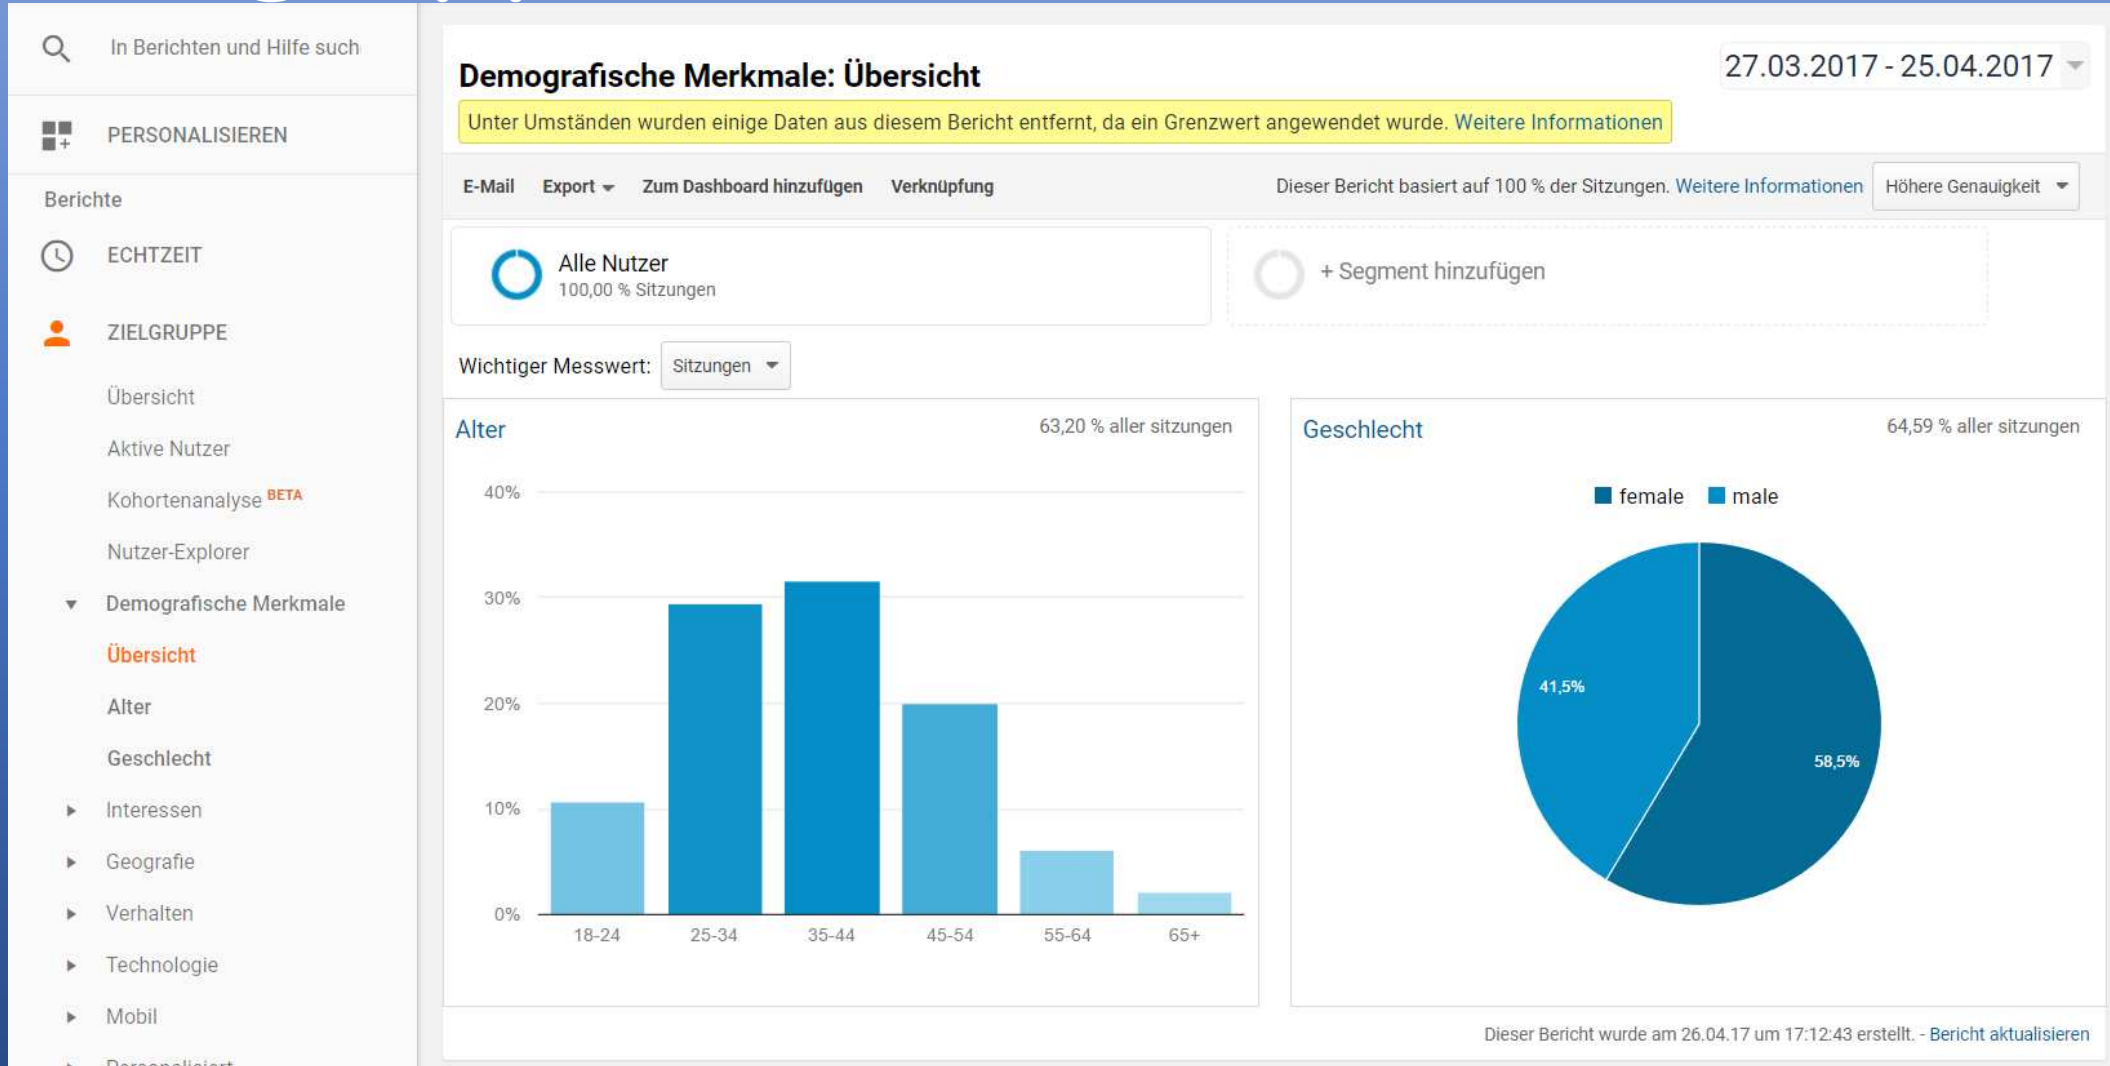 In Berichten und Hilfe such
PERSONALISIEREN
Berichte
ECHTZEIT
ZIELGRUPPE
Übersicht
Aktive Nutzer
Kohortenanalyse BETA
Nutzer-Explorer
Demografische Merkmale
Übersicht
Alter
Geschlecht
Interessen
Geografie
Verhalten
Technologie
Mobil
Demografische Merkmale: Übersicht
27.03.2017 - 25.04.2017
Unter Umständen wurden einige Daten aus diesem Bericht entfernt, da ein Grenzwert angewendet wurde. Weitere Informationen
E-Mail Export Zum Dashboard hinzufügen Verknüpfung
Dieser Bericht basiert auf 100 % der Sitzungen. Weitere Informationen Höhere Genauigkeit
Alle Nutzer
100,00 % Sitzungen
+ Segment hinzufügen
Wichtiger Messwert: Sitzungen
Alter 63,20 % aller sitzungen
40%
30%
20%
10%
0%
18-24 25-34 35-44 45-54 55-64 65+
Geschlecht 64,59 % aller sitzungen
female male
41,5%
58,5%
Dieser Bericht wurde am 26.04.17 um 17:12:43 erstellt. - Bericht aktualisieren